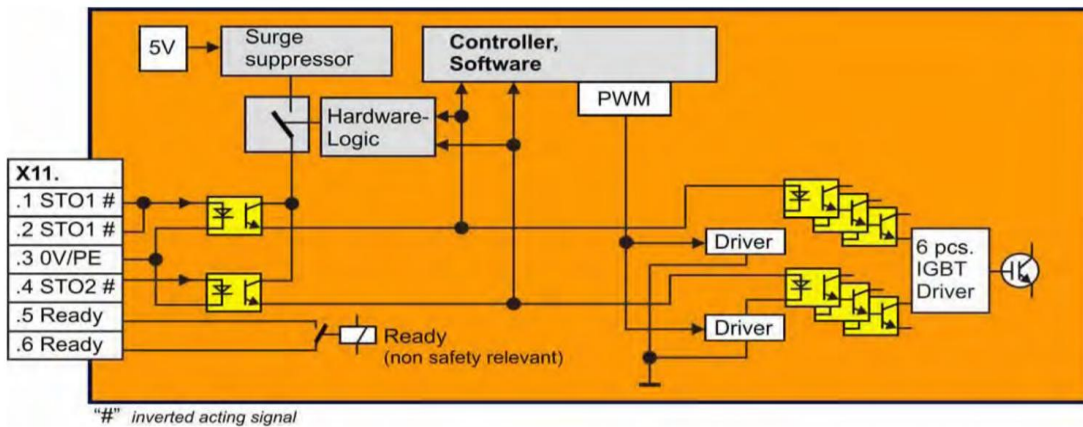 5V
Surge
suppressor
Controller,
Software
PWM
Hardware-
Logic
X11.
.1 STO1 #
.2 STO1 #
.3 0V/PE
.4 STO2 #
.5 Ready
.6 Ready
Ready
(non safety relevant)
Driver
Driver
6 pcs.
IGBT
Driver
"#" inverted acting signal